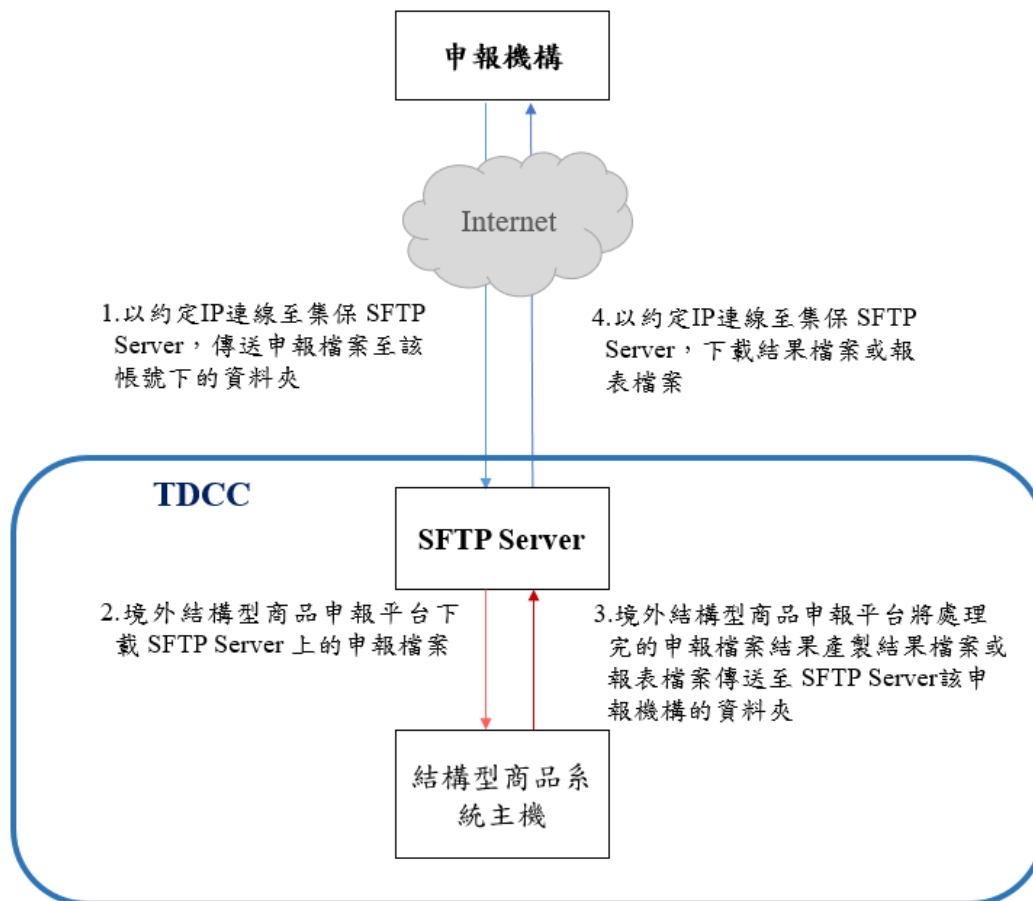 申報機構
Internet
1.以約定IP連線至集保 SFTP
Server，傳送申報檔案至該
帳號下的資料夾
4.以約定IP連線至集保 SFTP
Server，下載結果檔案或報
表檔案
TDCC
SFTP Server
2.境外結構型商品申報平台下
載 SFTP Server 上的申報檔案
3.境外結構型商品申報平台將處理
完的申報檔案結果產製結果檔案或
報表檔案傳送至 SFTP Server該申
報機構的資料夾
結構型商品系
統主機